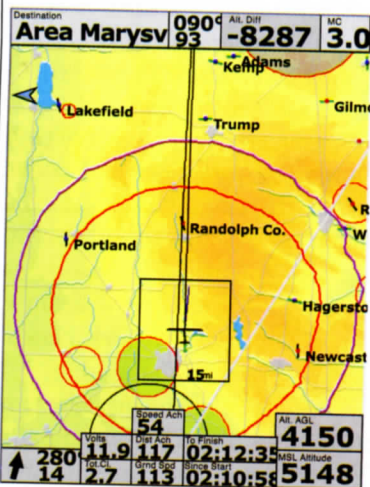 Destination
Area Marysv
090°
93
Alt. Diff
-8287
MC
3.0
Adams
Kemp
Gilm
Lakefield
Trump
Randolph Co.
R
W
Portland
Hagersto
Newcast
15mi
Speed Ach
54
Volts
11.9
Dist Ach
117
To Finish
02:12:35
Alt. AGL
4150
280°
14
Tot.Cl.
2.7
Grnd Spd
113
Since Start
02:10:58
MSL Altitude
5148